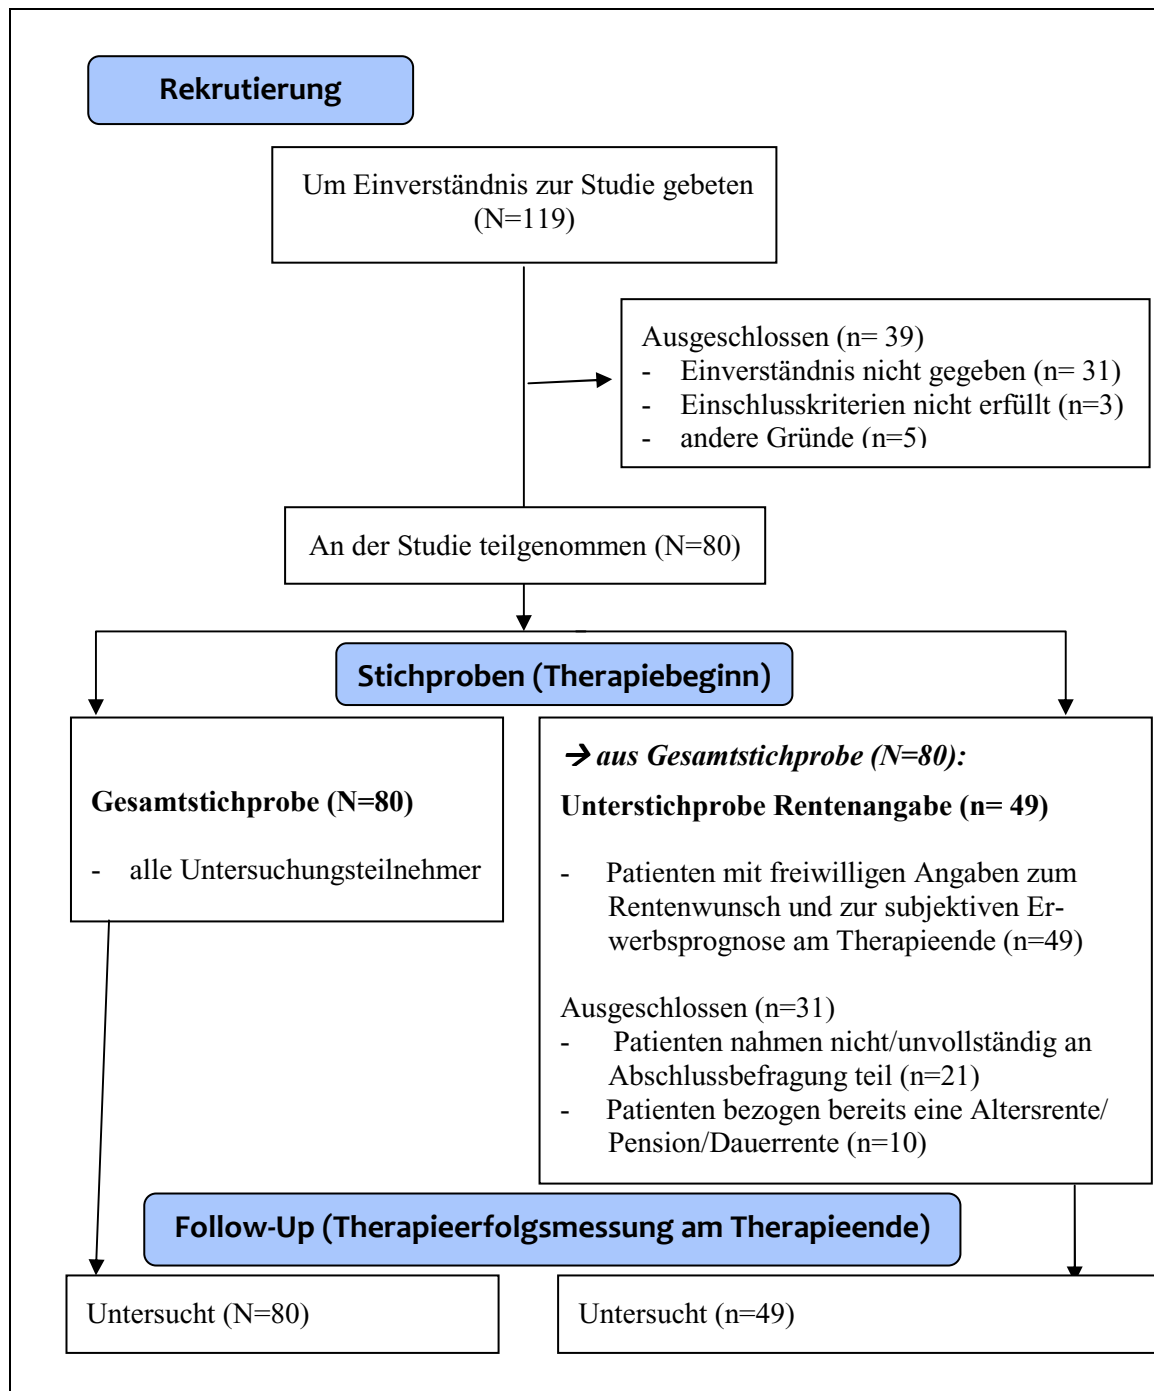 Rekrutierung
Um Einverständnis zur Studie gebeten
(N=119)
Ausgeschlossen (n= 39)
- Einverständnis nicht gegeben (n= 31)
- Einschlusskriterien nicht erfüllt (n=3)
- andere Gründe (n=5)
An der Studie teilgenommen (N=80)
Stichproben (Therapiebeginn)
Gesamtstichprobe (N=80)
- alle Untersuchungsteilnehmer
→ aus Gesamtstichprobe (N=80):
Unterstichprobe Rentenangabe (n= 49)
- Patienten mit freiwilligen Angaben zum
Rentenwunsch und zur subjektiven Er-
werbsprognose am Therapieende (n=49)
Ausgeschlossen (n=31)
- Patienten nahmen nicht/unvollständig an
Abschlussbefragung teil (n=21)
- Patienten bezogen bereits eine Altersrente/
Pension/Dauerrente (n=10)
Follow-Up (Therapieerfolgsmessung am Therapieende)
Untersucht (N=80)
Untersucht (n=49)